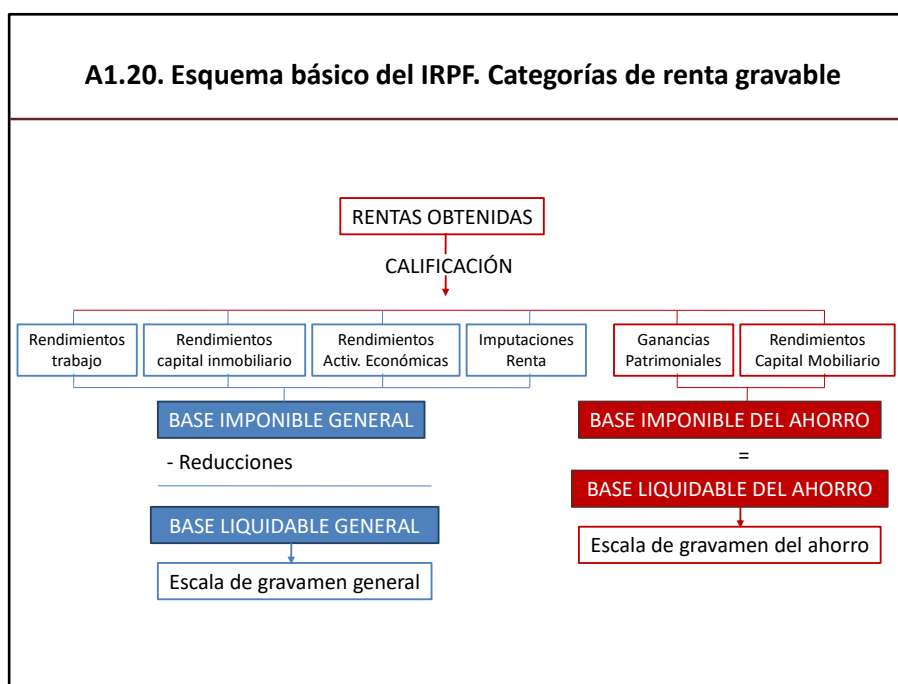 A1.20. Esquema básico del IRPF. Categorías de renta gravable
RENTAS OBTENIDAS
CALIFICACIÓN
Rendimientos
trabajo
Rendimientos
capital inmobiliario
Rendimientos
Activ. Económicas
Imputaciones
Renta
Ganancias
Patrimoniales
Rendimientos
Capital Mobiliario
BASE IMPONIBLE GENERAL
- Reducciones
BASE LIQUIDABLE GENERAL
Escala de gravamen general
BASE IMPONIBLE DEL AHORRO
=
BASE LIQUIDABLE DEL AHORRO
Escala de gravamen del ahorro